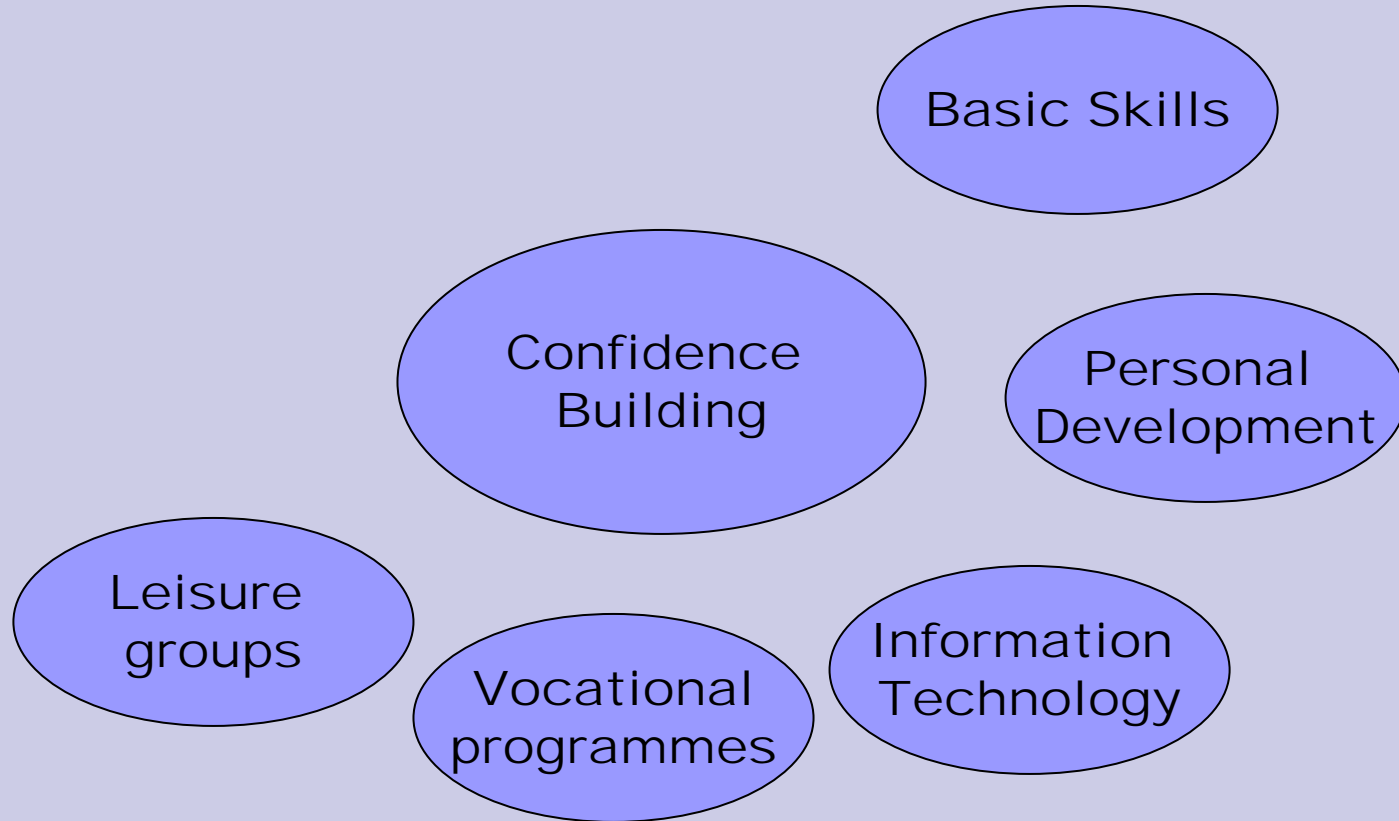 Basic Skills
Confidence
Building
Personal
Development
Leisure
groups
Vocational
programmes
Information
Technology